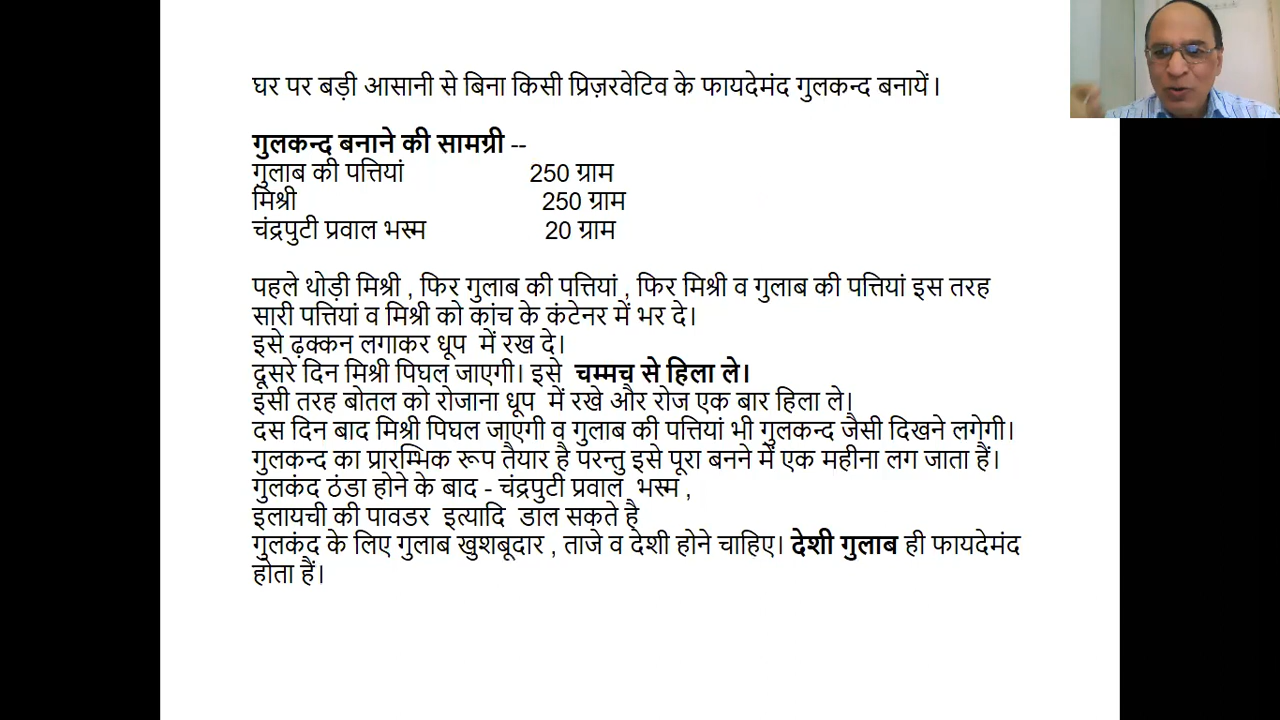 घर पर बड़ी आसानी से बिना किसी प्रिज़रवेटिव के फायदेमंद गुलकन्द बनायें।
गुलकन्द बनाने की सामग्री --
गुलाब की पत्तियां 250 ग्राम
मिश्री 250 ग्राम
चंद्रपुटी प्रवाल भस्म 20 ग्राम
पहले थोड़ी मिश्री , फिर गुलाब की पत्तियां , फिर मिश्री व गुलाब की पत्तियां इस तरह
सारी पत्तियां व मिश्री को कांच के कंटेनर में भर दे।
इसे ढ़क्कन लगाकर धूप में रख दे।
दूसरे दिन मिश्री पिघल जाएगी। इसे चम्मच से हिला ले।
इसी तरह बोतल को रोजाना धूप में रखे और रोज एक बार हिला ले।
दस दिन बाद मिश्री पिघल जाएगी व गुलाब की पत्तियां भी गुलकन्द जैसी दिखने लगेगी।
गुलकन्द का प्रारम्भिक रूप तैयार है परन्तु इसे पूरा बनने में एक महीना लग जाता हैं।
गुलकंद ठंडा होने के बाद - चंद्रपुटी प्रवाल भस्म ,
इलायची की पावडर इत्यादि डाल सकते है
गुलकंद के लिए गुलाब खुशबूदार , ताजे व देशी होने चाहिए। देशी गुलाब ही फायदेमंद
होता हैं।